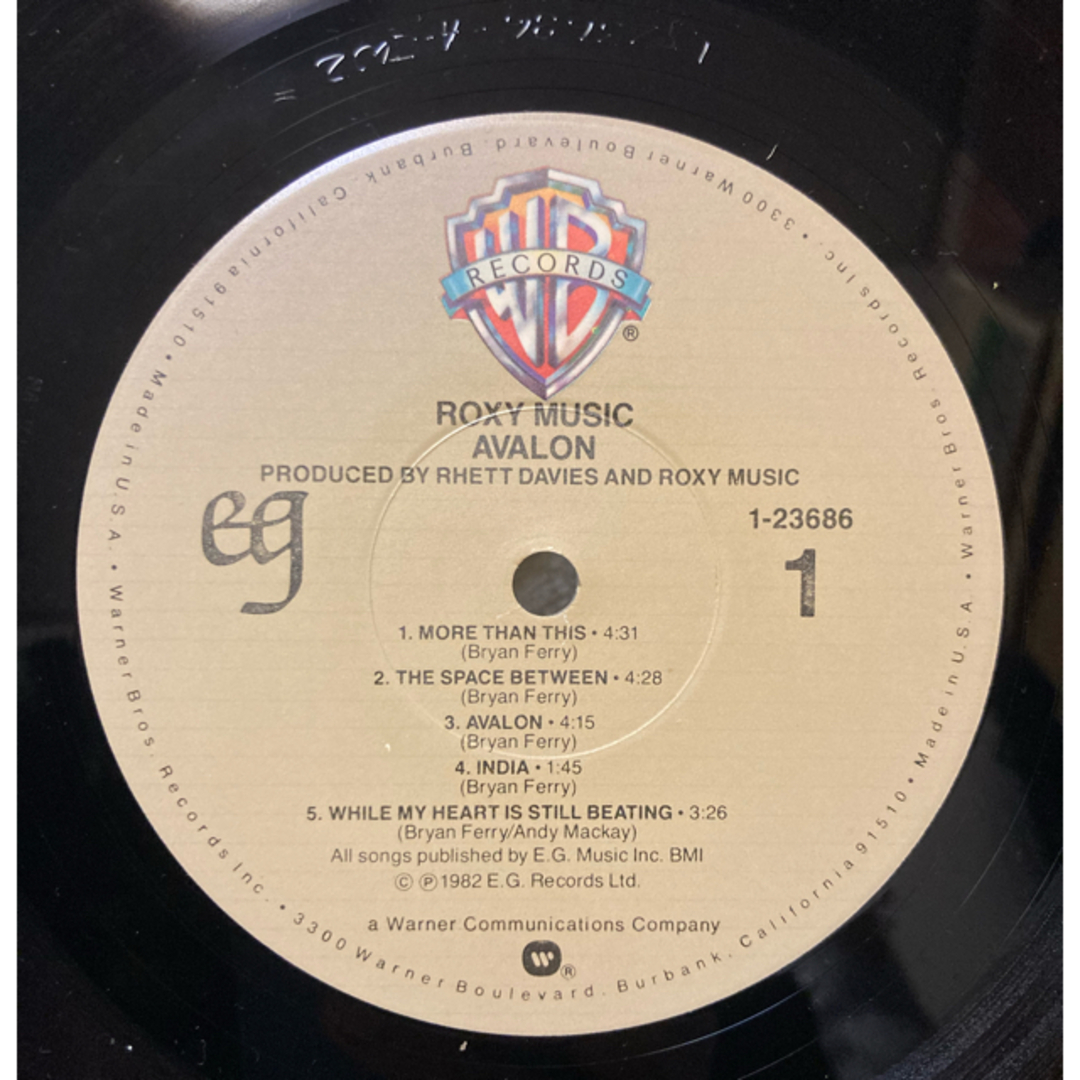 WB
RECORDS
®
ROXY MUSIC
AVALON
PRODUCED BY RHETT DAVIES AND ROXY MUSIC
eg
1-23686
1
1. MORE THAN THIS • 4:31
(Bryan Ferry)
2. THE SPACE BETWEEN • 4:28
(Bryan Ferry)
3. AVALON • 4:15
(Bryan Ferry)
4. INDIA • 1:45
(Bryan Ferry)
5. WHILE MY HEART IS STILL BEATING • 3:26
(Bryan Ferry/Andy Mackay)
All songs published by E.G. Music Inc. BMI
© ℗ 1982 E.G. Records Ltd.
a Warner Communications Company
®
Warner Bros. Records Inc. • 3300 Warner Boulevard. Burbank. California 91510 • Made in U.S.A. • Warner Bros. Records Inc. • 3300 Warner Boulevard. Burbank. California 91510 • Made in U.S.A. •